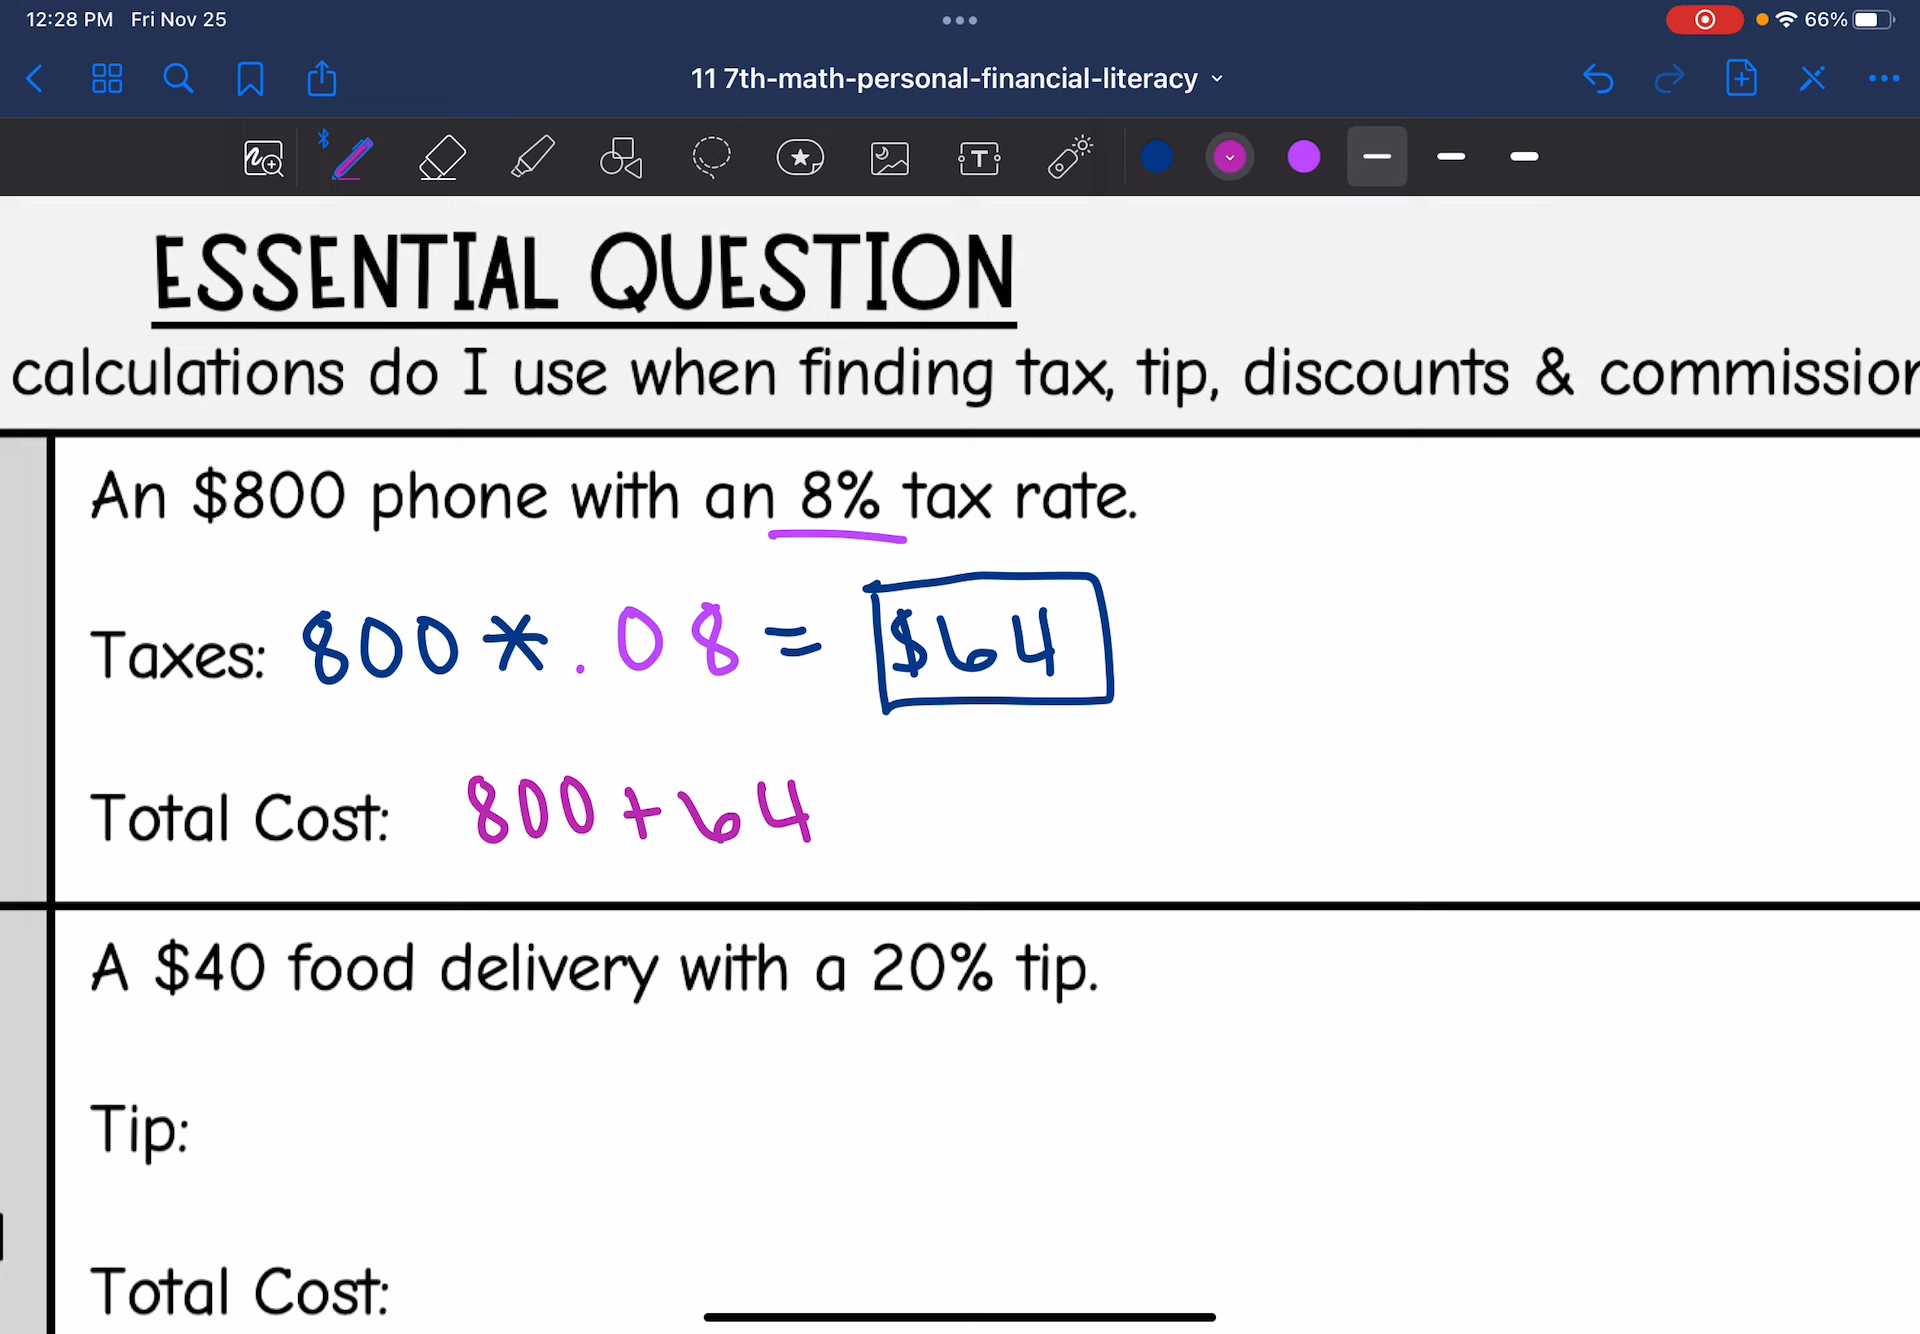 12:28 PM Fri Nov 25
66%
11 7th-math-personal-financial-literacy
T
ESSENTIAL QUESTION
calculations do I use when finding tax, tip, discounts & commission
An $800 phone with an 8% tax rate.
Taxes: 800 * .08 = $64
Total Cost: 800+64
A $40 food delivery with a 20% tip.
Tip:
Total Cost: